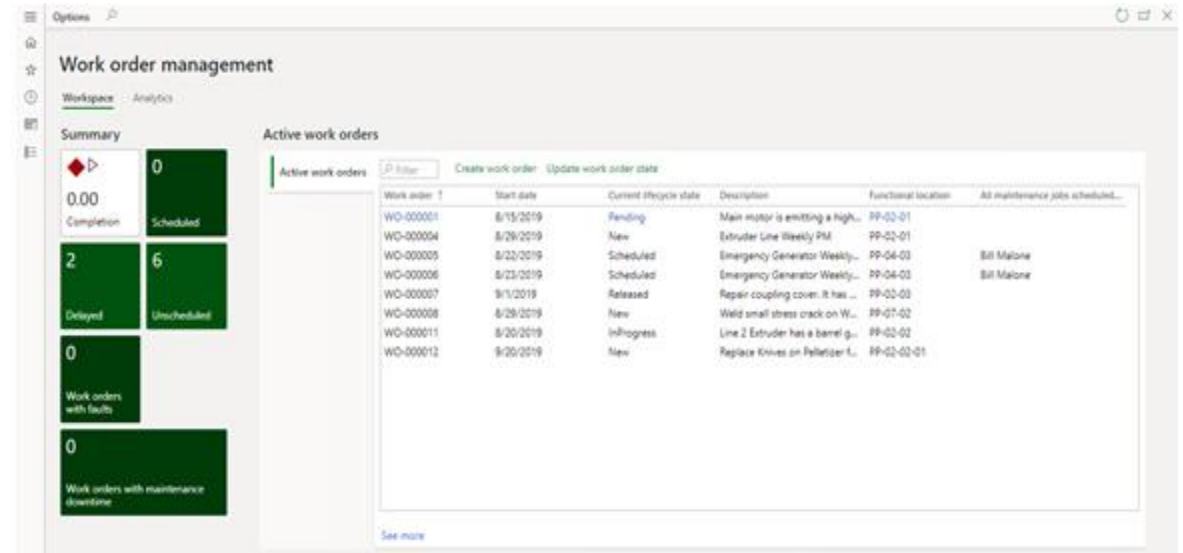 Options
Work order management
Workspace Analytics
Summary
0.00
Completion
0
Scheduled
2
Delayed
6
Unscheduled
0
Work orders
with faults
0
Work orders with maintenance
downtime
Active work orders
Active work orders
Filter Create work order Update work order state
Work order ↑ Start date Current lifecycle state Description Functional location All maintenance jobs scheduled...
WO-000001 8/15/2019 Pending Main motor is emitting a high... PP-02-01
WO-000004 8/29/2019 New Extruder Line Weekly PM PP-02-01
WO-000005 8/22/2019 Scheduled Emergency Generator Weekly... PP-04-03 Bill Malone
WO-000006 8/23/2019 Scheduled Emergency Generator Weekly... PP-04-03 Bill Malone
WO-000007 9/1/2019 Released Repair coupling cover. It has ... PP-02-03
WO-000008 8/29/2019 New Weld small stress crack on W... PP-07-02
WO-000011 8/20/2019 InProgress Line 2 Extruder has a barrel g... PP-02-02
WO-000012 9/20/2019 New Replace Knives on Pelletizer f... PP-02-02-01
See more